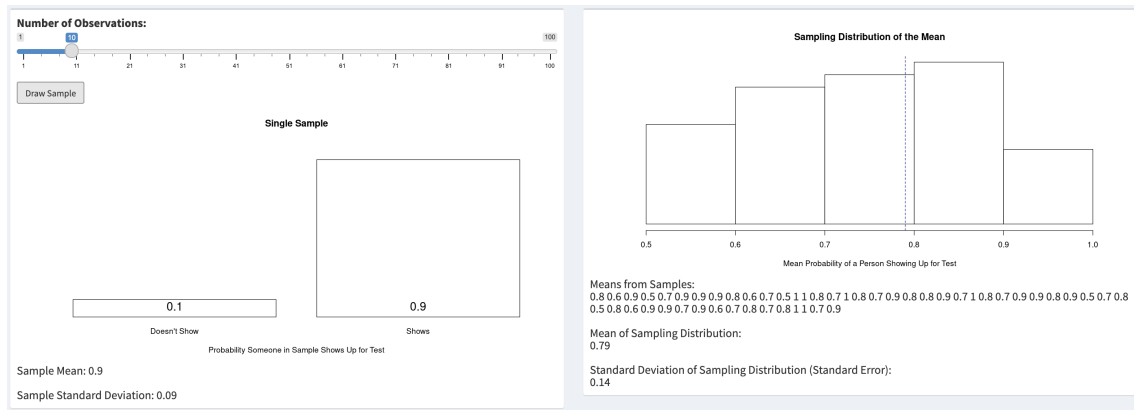 Number of Observations:
1 10 100
1 11 21 31 41 51 61 71 81 91 100
Draw Sample
Single Sample
0.1 0.9
Doesn't Show Shows
Probability Someone in Sample Shows Up for Test
Sample Mean: 0.9
Sample Standard Deviation: 0.09
Sampling Distribution of the Mean
0.5 0.6 0.7 0.8 0.9 1.0
Mean Probability of a Person Showing Up for Test
Means from Samples:
0.8 0.6 0.9 0.5 0.7 0.9 0.9 0.9 0.8 0.6 0.7 0.5 1 1 0.8 0.7 1 0.8 0.7 0.9 0.8 0.8 0.9 0.7 1 0.8 0.7 0.9 0.9 0.8 0.9 0.5 0.7 0.8
0.5 0.8 0.6 0.9 0.9 0.7 0.9 0.6 0.7 0.8 0.7 0.8 1 1 0.7 0.9
Mean of Sampling Distribution:
0.79
Standard Deviation of Sampling Distribution (Standard Error):
0.14